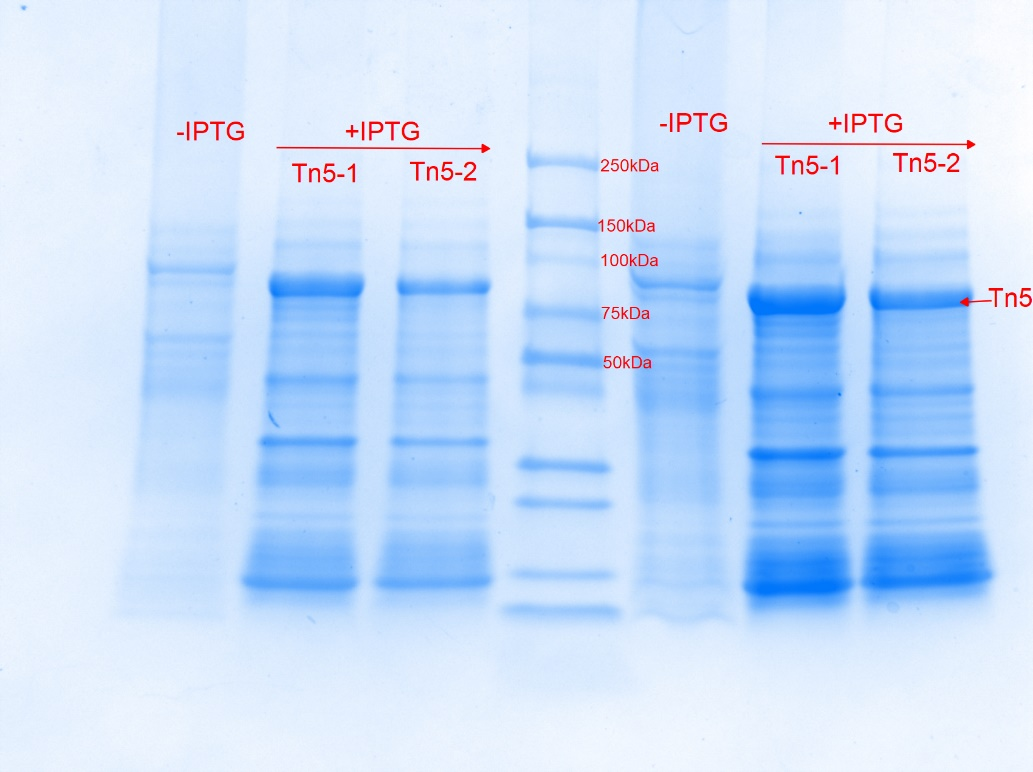 -IPTG
+IPTG
Tn5-1
Tn5-2
-IPTG
+IPTG
Tn5-1
Tn5-2
250kDa
150kDa
100kDa
75kDa
50kDa
Tn5